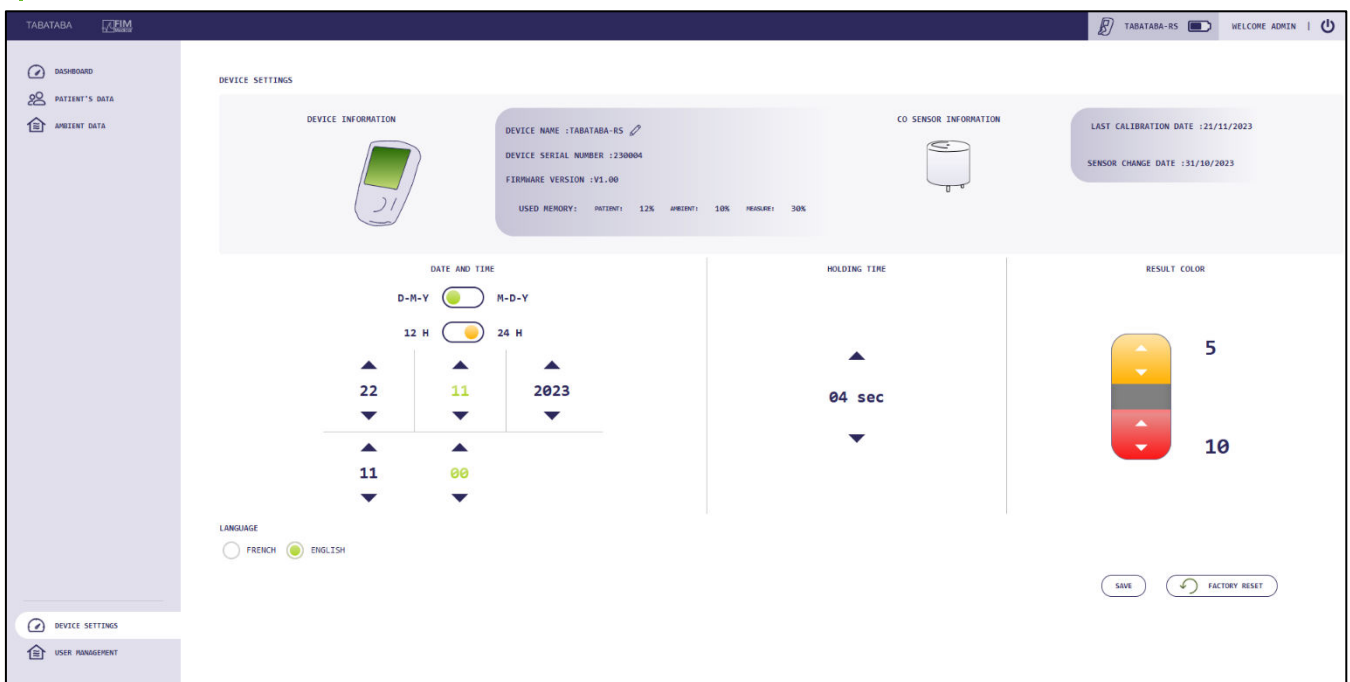 TABATABA FIM MEDICAL TABATABA-RS WELCOME ADMIN |
DASHBOARD
PATIENT'S DATA
AMBIENT DATA
DEVICE SETTINGS
USER MANAGEMENT
DEVICE SETTINGS
DEVICE INFORMATION
DEVICE NAME :TABATABA-RS
DEVICE SERIAL NUMBER :230004
FIRMWARE VERSION :V1.00
USED MEMORY: PATIENT: 12% AMBIENT: 10% MEASURE: 30%
CO SENSOR INFORMATION
LAST CALIBRATION DATE :21/11/2023
SENSOR CHANGE DATE :31/10/2023
DATE AND TIME
D-M-Y M-D-Y
12 H 24 H
22 11 2023
11 00
HOLDING TIME
04 sec
RESULT COLOR
5
10
LANGUAGE
FRENCH ENGLISH
SAVE FACTORY RESET